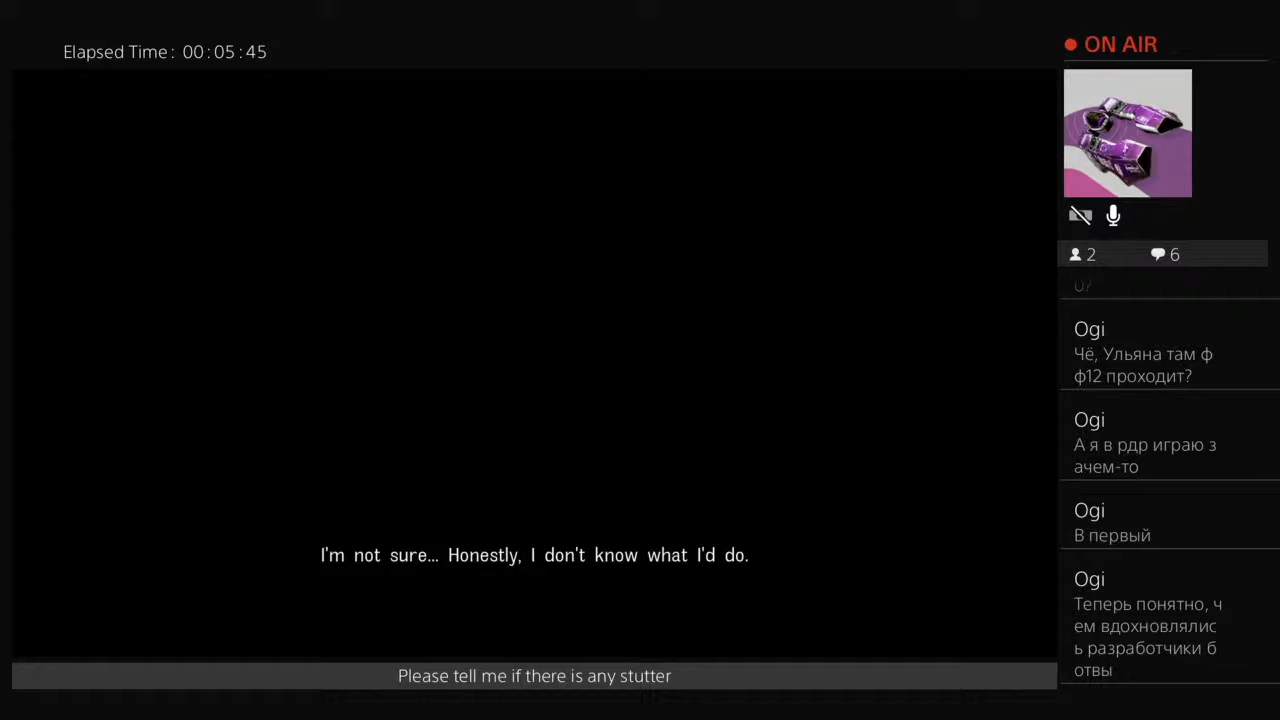 Elapsed Time: 00:05:45
ON AIR
2 6
Ogi
Чё, Ульяна там ф
ф12 проходит?
Ogi
А я в рдр играю з
ачем-то
Ogi
В первый
Ogi
Теперь понятно, ч
ем вдохновлялис
ь разработчики б
отвы
I'm not sure... Honestly, I don't know what I'd do.
Please tell me if there is any stutter